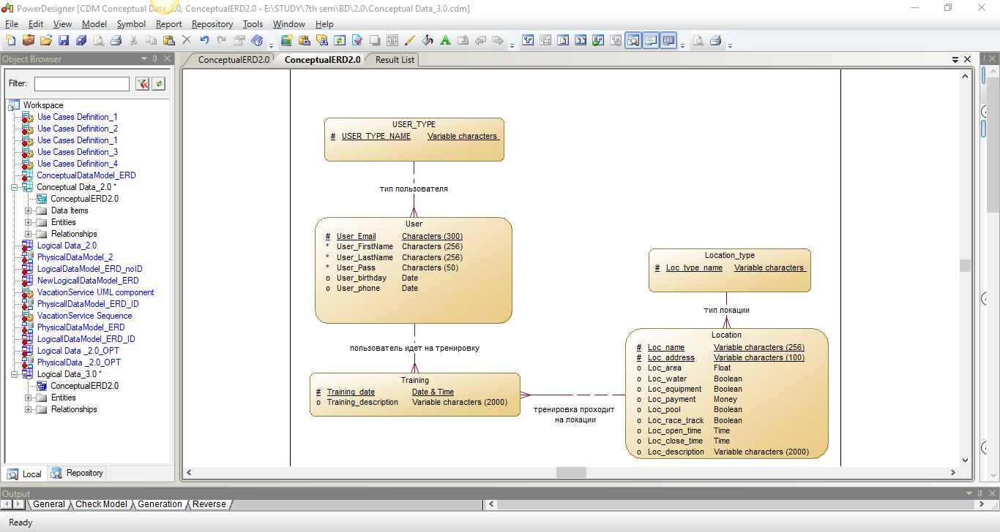 PowerDesigner [CDM Conceptual Data_2.0, ConceptualERD2.0 - E:\STUDY\7th sem\BD\2.0\Conceptual Data_3.0.cdm]
File Edit View Model Symbol Report Repository Tools Window Help
Object Browser
Filter:
Workspace
Use Cases Definition_1
Use Cases Definition_2
Use Cases Definition_1
Use Cases Definition_3
Use Cases Definition_4
ConceptualDataModel_ERD
Conceptual Data_2.0 *
ConceptualERD2.0
Data Items
Entities
Relationships
Logical Data_2.0
PhysicalDataModel_2
LogicalDataModel_ERD_noID
NewLogicallDataModel_ERD
VacationService UML component
PhysicallDataModel_ERD_ID
VacationService Sequence
PhysicalDataModel_ERD
LogicallDataModel_ERD_ID
Logical Data _2.0_OPT
PhysicalData _2.0_OPT
Logical Data_3.0 *
ConceptualERD2.0
Entities
Relationships
Local Repository
ConceptualERD2.0 ConceptualERD2.0 Result List
USER_TYPE
# USER_TYPE_NAME Variable characters
тип пользователя
User
# User_Email Characters (300)
* User_FirstName Characters (256)
* User_LastName Characters (256)
* User_Pass Characters (50)
o User_birthday Date
o User_phone Date
пользователь идет на тренировку
Training
# Training_date Date & Time
o Training_description Variable characters (2000)
тренировка проходит
на локации
Location_type
# Loc_type_name Variable characters
тип локации
Location
# Loc_name Variable characters (256)
# Loc_address Variable characters (100)
o Loc_area Float
o Loc_water Boolean
o Loc_equipment Boolean
o Loc_payment Money
o Loc_pool Boolean
o Loc_race_track Boolean
o Loc_open_time Time
o Loc_close_time Time
o Loc_description Variable characters (2000)
Output
General Check Model Generation Reverse
Ready